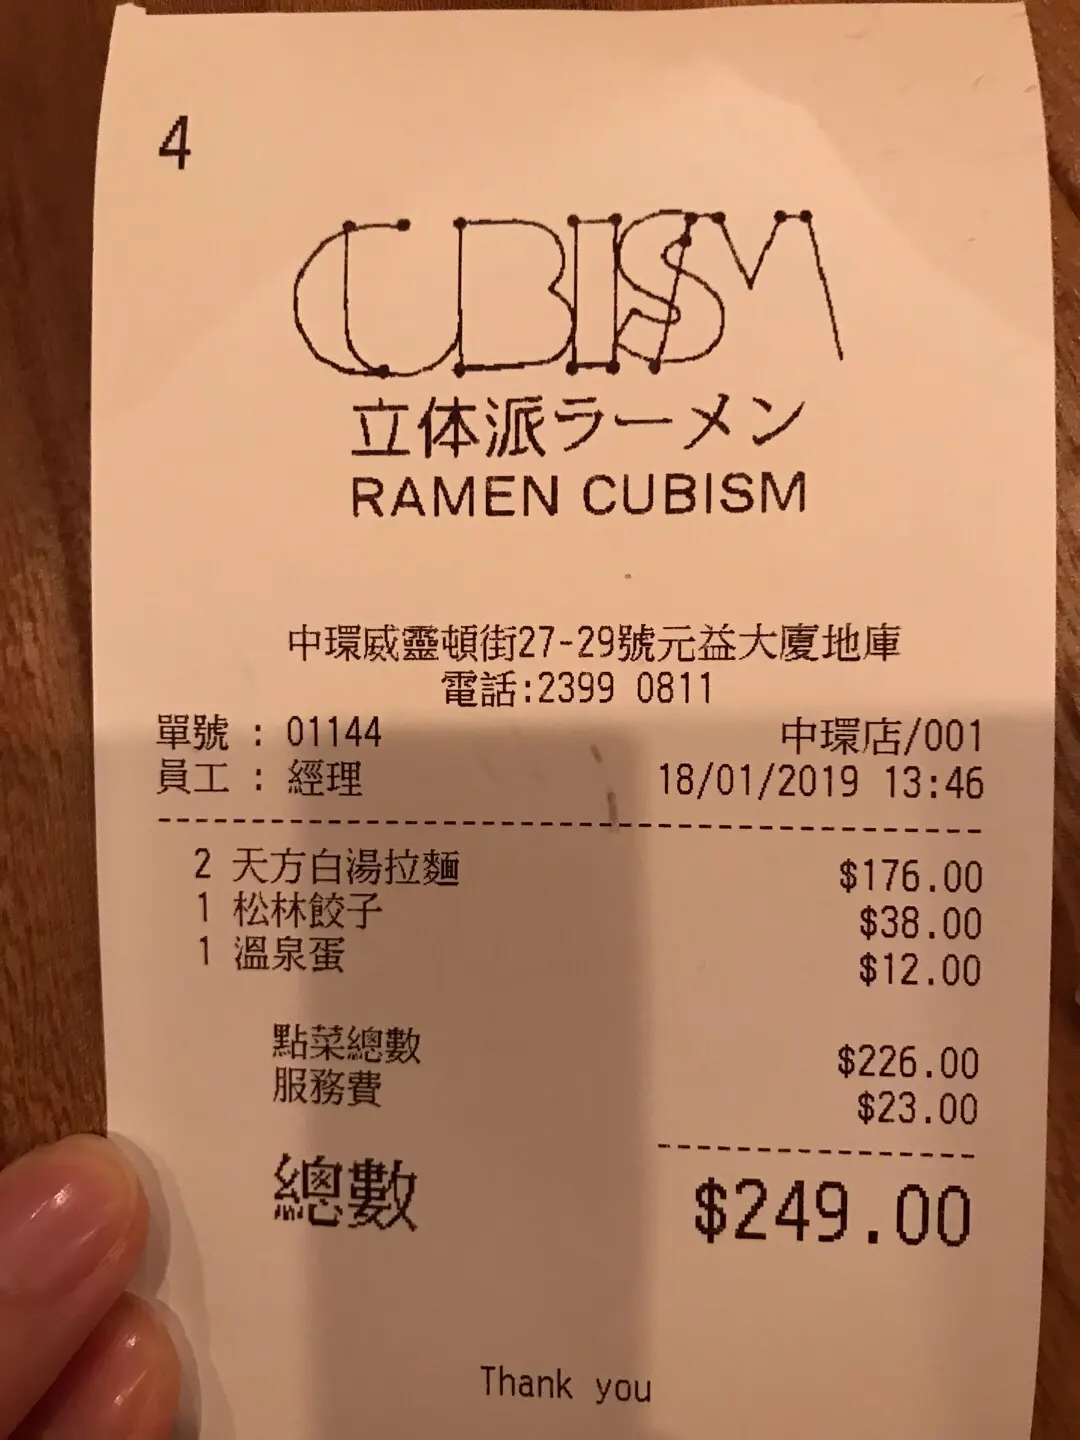 4
CUBISM
立体派ラーメン
RAMEN CUBISM
中環威靈頓街27-29號元益大廈地庫
電話:2399 0811
單號 : 01144 中環店/001
員工 : 經理 18/01/2019 13:46
2 天方白湯拉麵 $176.00
1 松林餃子 $38.00
1 溫泉蛋 $12.00
點菜總數 $226.00
服務費 $23.00
總數 $249.00
Thank you